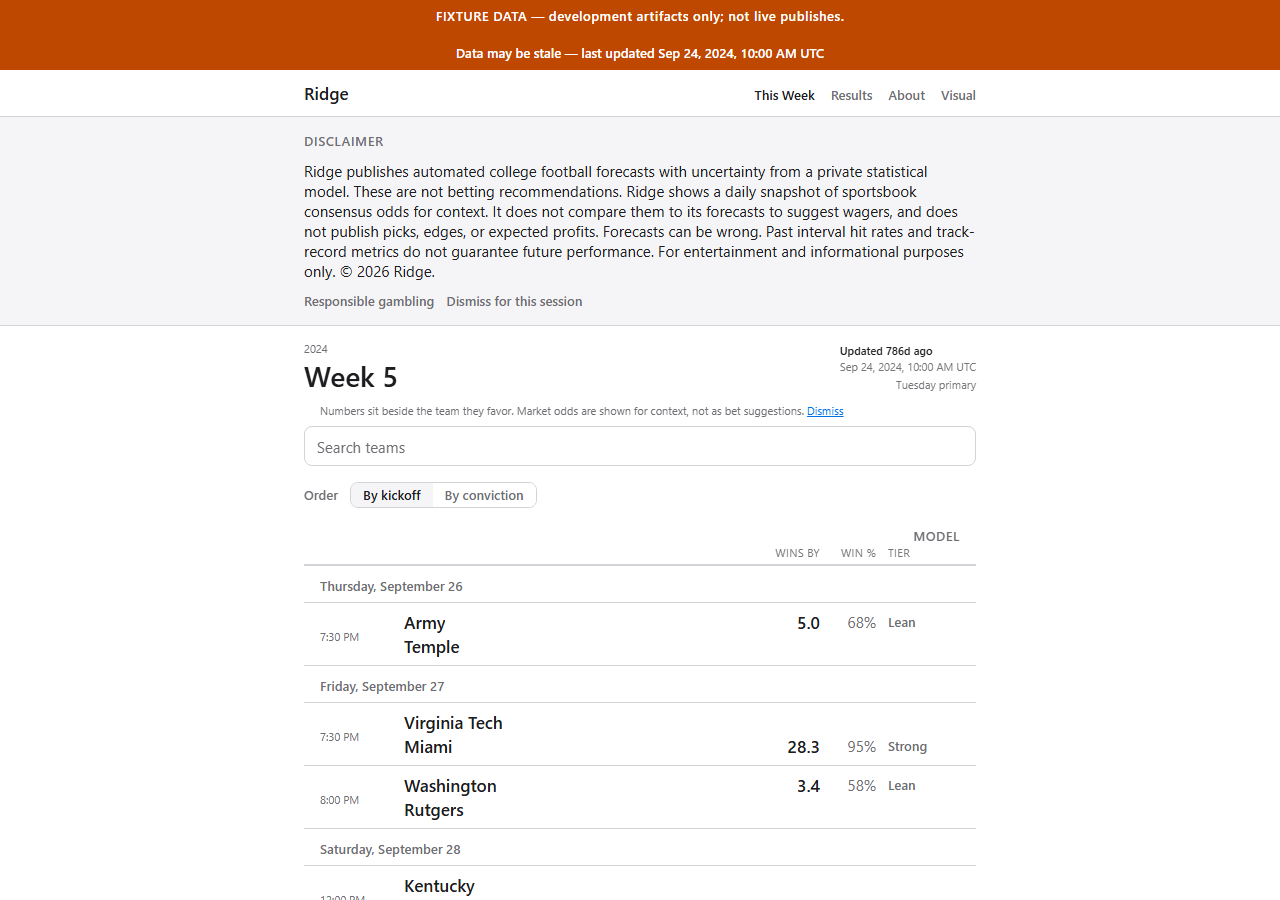 FIXTURE DATA — development artifacts only; not live publishes.
Data may be stale — last updated Sep 24, 2024, 10:00 AM UTC
Ridge
This Week Results About Visual
DISCLAIMER
Ridge publishes automated college football forecasts with uncertainty from a private statistical
model. These are not betting recommendations. Ridge shows a daily snapshot of sportsbook
consensus odds for context. It does not compare them to its forecasts to suggest wagers, and does
not publish picks, edges, or expected profits. Forecasts can be wrong. Past interval hit rates and track-
record metrics do not guarantee future performance. For entertainment and informational purposes
only. © 2026 Ridge.
Responsible gambling Dismiss for this session
2024
Week 5
Updated 786d ago
Sep 24, 2024, 10:00 AM UTC
Tuesday primary
Numbers sit beside the team they favor. Market odds are shown for context, not as bet suggestions. Dismiss
Search teams
Order By kickoff By conviction
MODEL
WINS BY WIN % TIER
Thursday, September 26
7:30 PM
Army 5.0 68% Lean
Temple
Friday, September 27
7:30 PM
Virginia Tech
Miami 28.3 95% Strong
8:00 PM
Washington 3.4 58% Lean
Rutgers
Saturday, September 28
12:00 PM
Kentucky